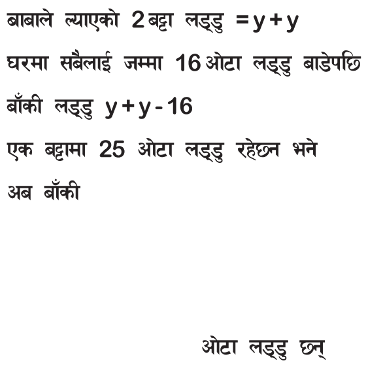 बाबाले ल्याएको 2 बट्टा लड्डु = y + y
घरमा सबैलाई जम्मा 16 ओटा लड्डु बाडेपछि
बाँकी लड्डु y + y - 16
एक बट्टामा 25 ओटा लड्डु रहेछन भने
अब बाँकी
ओटा लड्डु छन्